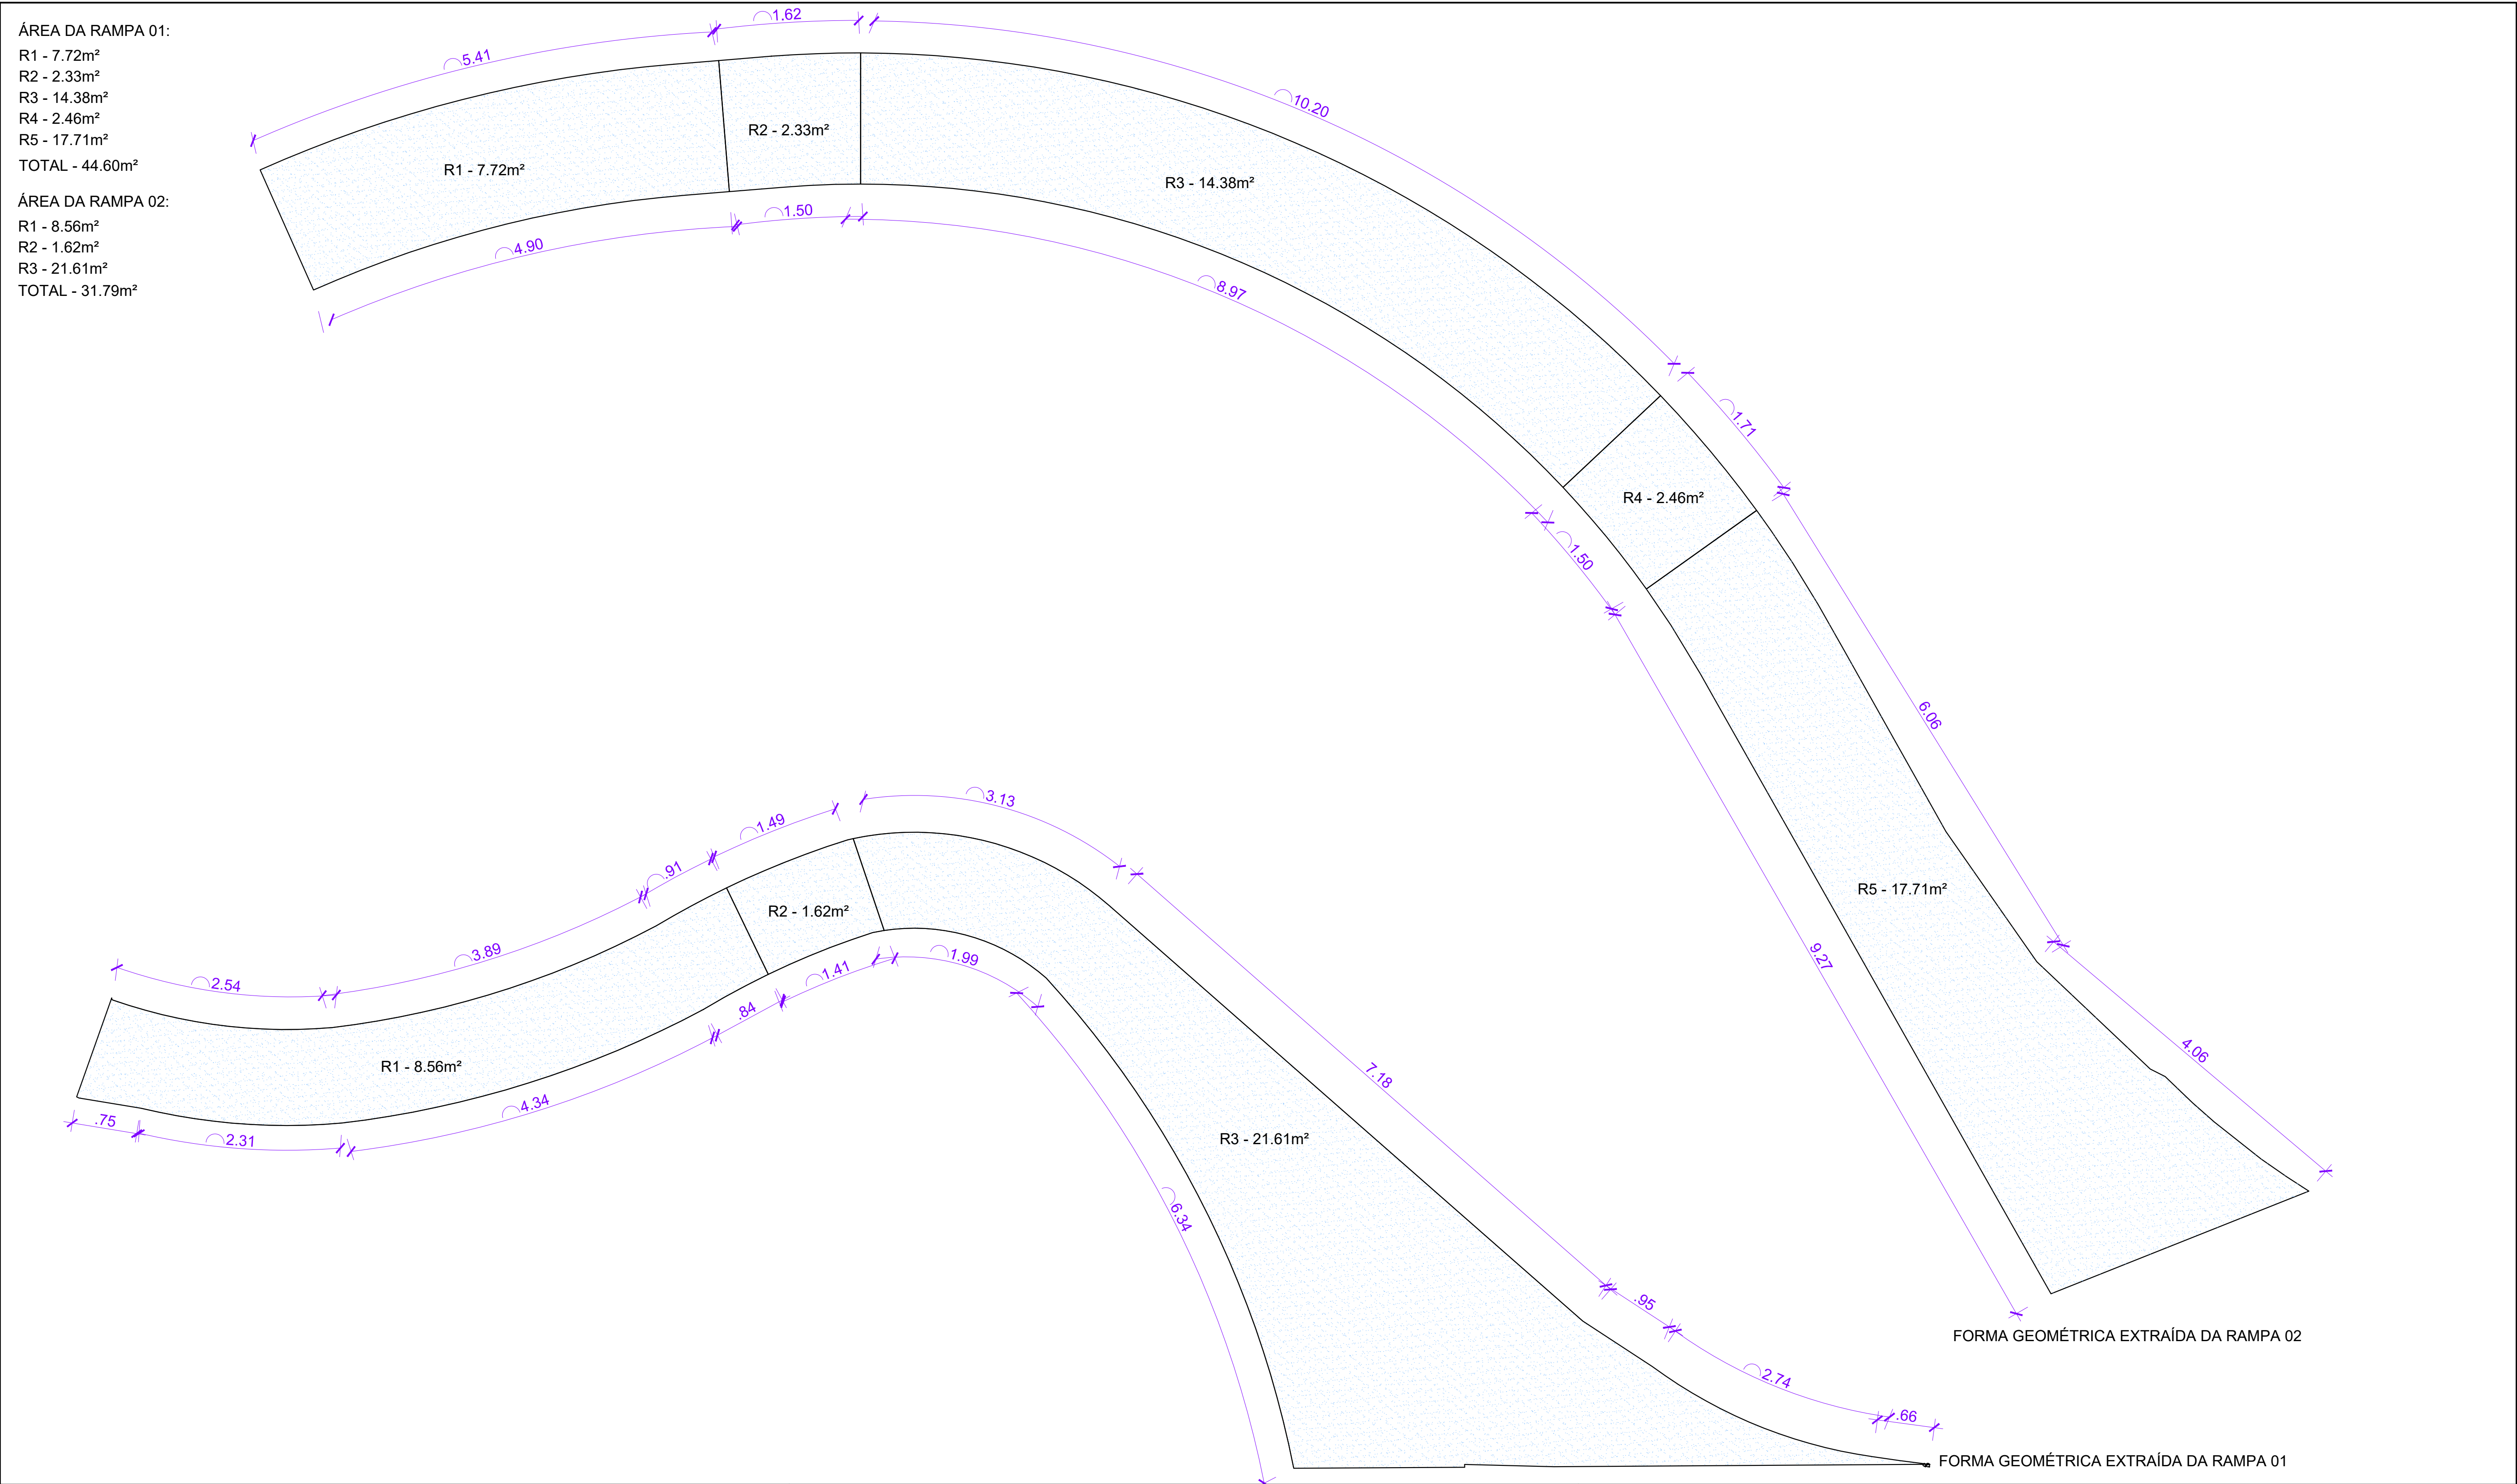 ÁREA DA RAMPA 01:
R1 - 7.72m²
R2 - 2.33m²
R3 - 14.38m²
R4 - 2.46m²
R5 - 17.71m²
TOTAL - 44.60m²
ÁREA DA RAMPA 02:
R1 - 8.56m²
R2 - 1.62m²
R3 - 21.61m²
TOTAL - 31.79m²
5.41
1.62
10.20
R1 - 7.72m²
R2 - 2.33m²
R3 - 14.38m²
4.90
1.50
8.97
1.71
R4 - 2.46m²
1.50
6.06
R5 - 17.71m²
9.27
4.06
FORMA GEOMÉTRICA EXTRAÍDA DA RAMPA 02
2.54
3.89
.91
1.49
3.13
R2 - 1.62m²
R1 - 8.56m²
.75
2.31
4.34
.84
1.41
1.99
7.18
R3 - 21.61m²
6.34
.95
2.74
.66
FORMA GEOMÉTRICA EXTRAÍDA DA RAMPA 01